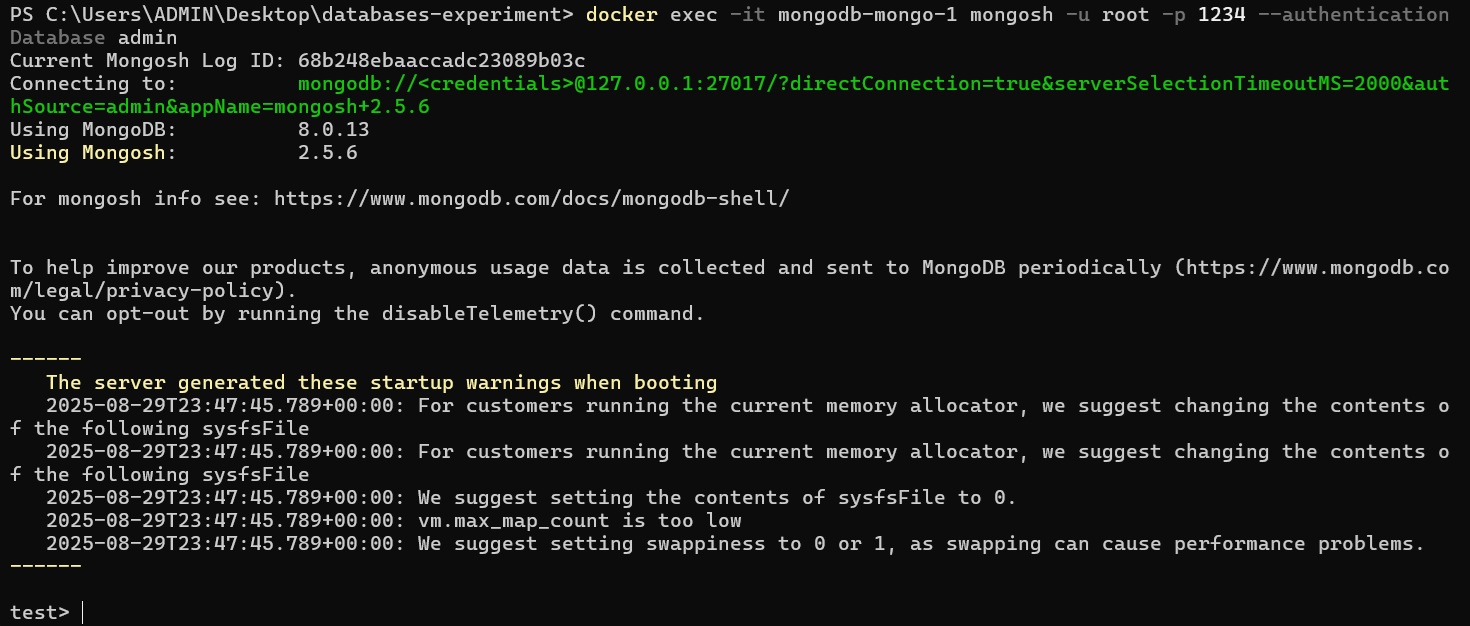 PS C:\Users\ADMIN\Desktop\databases-experiment> docker exec -it mongodb-mongo-1 mongosh -u root -p 1234 --authentication
Database admin
Current Mongosh Log ID: 68b248ebaaccadc23089b03c
Connecting to:          mongodb://<credentials>@127.0.0.1:27017/?directConnection=true&serverSelectionTimeoutMS=2000&aut
hSource=admin&appName=mongosh+2.5.6
Using MongoDB:          8.0.13
Using Mongosh:          2.5.6

For mongosh info see: https://www.mongodb.com/docs/mongodb-shell/


To help improve our products, anonymous usage data is collected and sent to MongoDB periodically (https://www.mongodb.co
m/legal/privacy-policy).
You can opt-out by running the disableTelemetry() command.

------
   The server generated these startup warnings when booting
   2025-08-29T23:47:45.789+00:00: For customers running the current memory allocator, we suggest changing the contents o
f the following sysfsFile
   2025-08-29T23:47:45.789+00:00: For customers running the current memory allocator, we suggest changing the contents o
f the following sysfsFile
   2025-08-29T23:47:45.789+00:00: We suggest setting the contents of sysfsFile to 0.
   2025-08-29T23:47:45.789+00:00: vm.max_map_count is too low
   2025-08-29T23:47:45.789+00:00: We suggest setting swappiness to 0 or 1, as swapping can cause performance problems.
------

test>